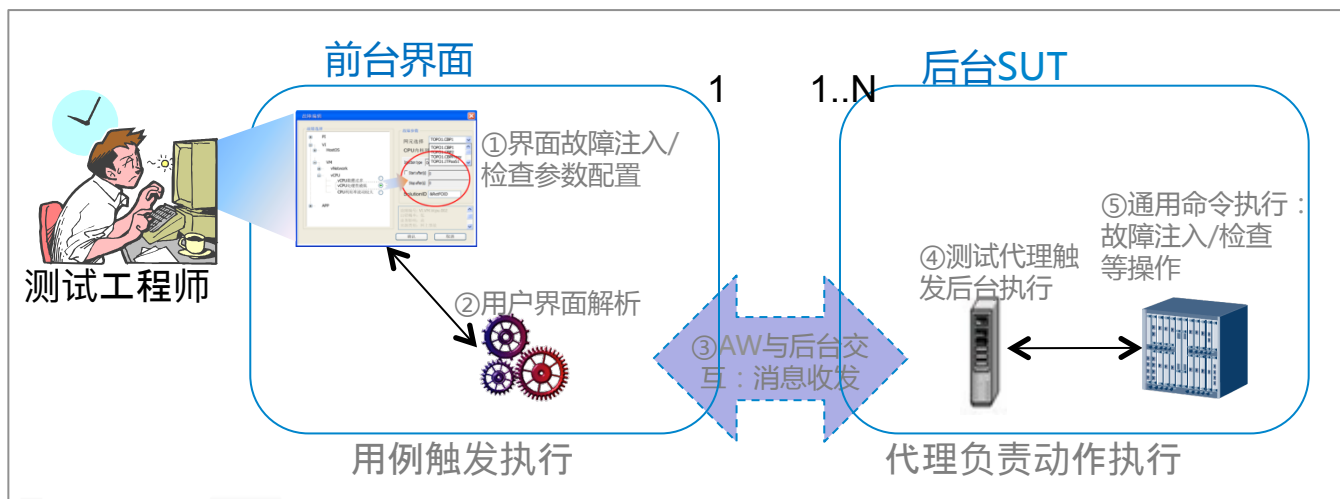 前台界面
后台SUT
1
1..N
①界面故障注入/
检查参数配置
⑤通用命令执行：
故障注入/检查
等操作
④测试代理触
发后台执行
测试工程师
②用户界面解析
③AW与后台交
互：消息收发
用例触发执行
代理负责动作执行